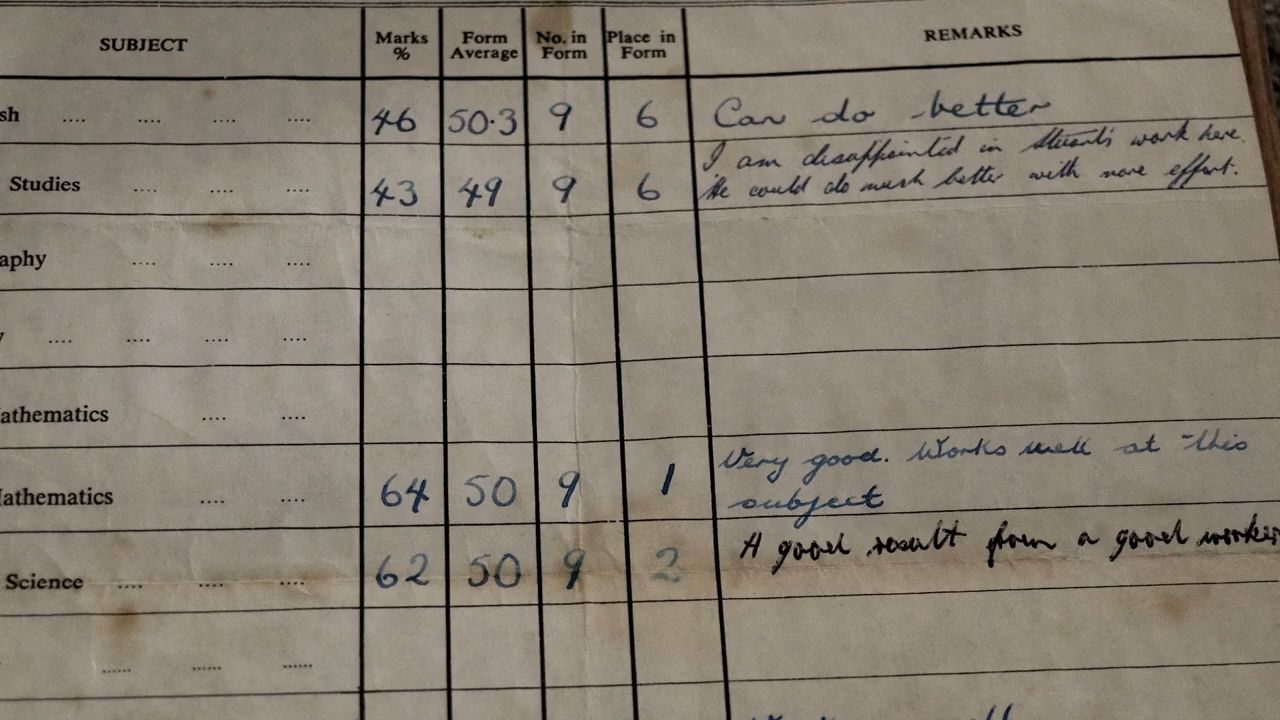 SUBJECT Marks % Form Average No. in Form Place in Form REMARKS
sh .... .... .... .... 46 50·3 9 6 Can do better
Studies .... .... .... 43 49 9 6 I am disappointed in Stuart's work here.
He could do much better with more effort.
aphy .... .... ....
.... .... .... ....
athematics .... ....
Mathematics .... .... 64 50 9 1 Very good. Works well at this
subject
Science .... .... .... 62 50 9 2 A good result from a good worker
...... ...... ......